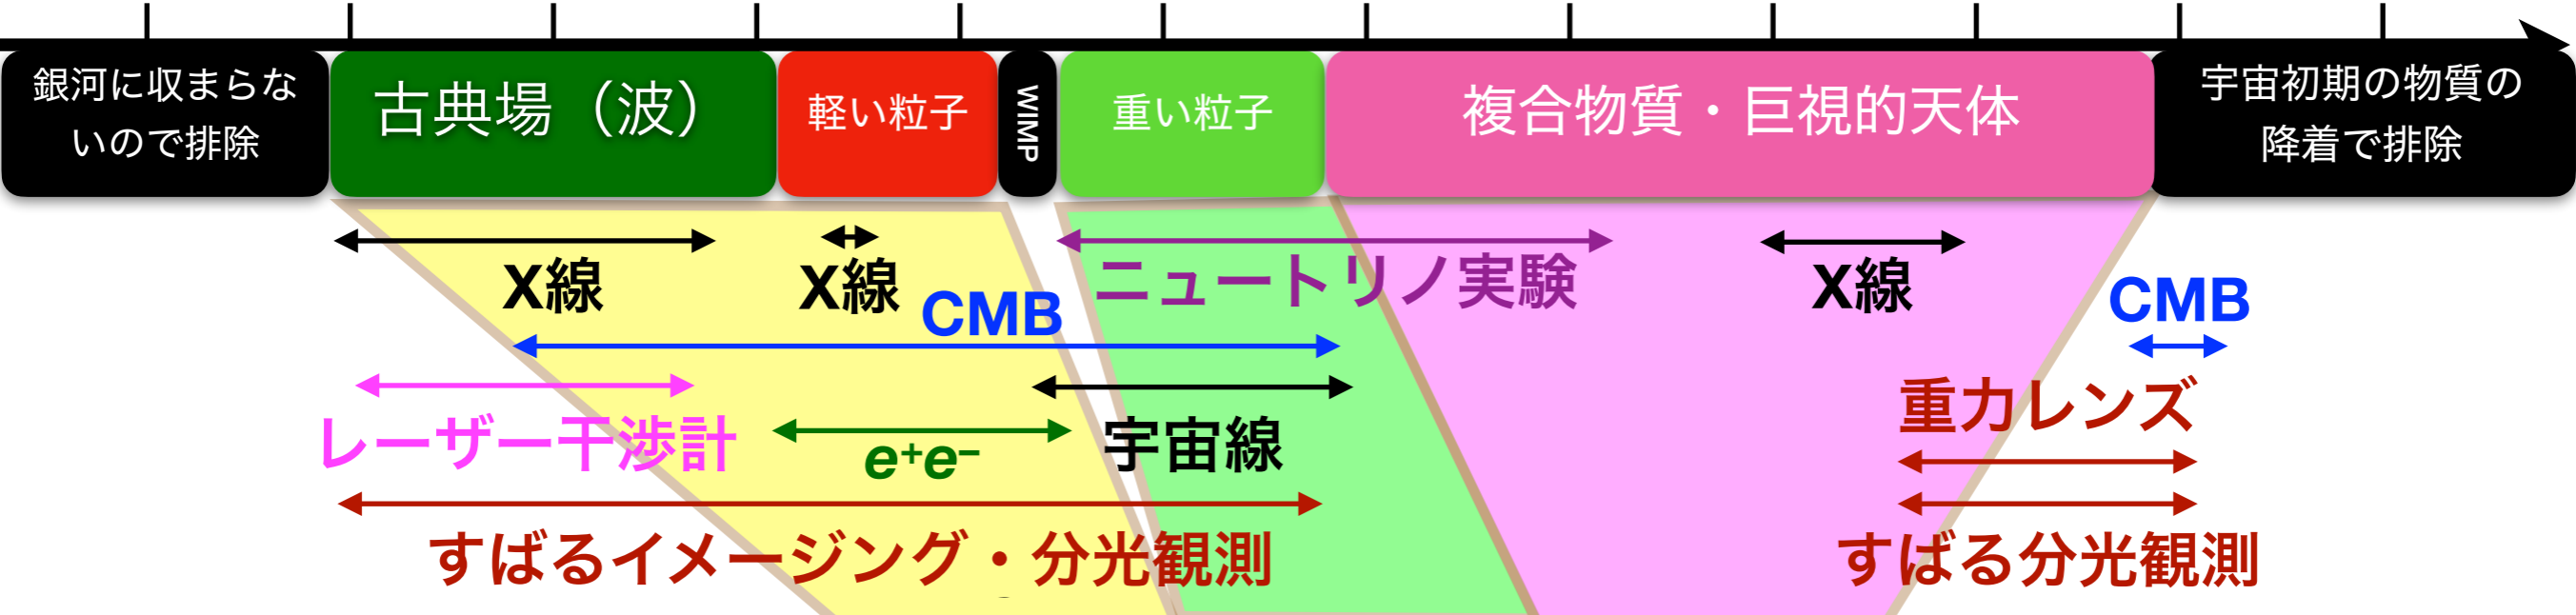 銀河に収まらな
いので排除
古典場（波）
軽い粒子
WIMP
重い粒子
複合物質・巨視的天体
宇宙初期の物質の
降着で排除
X線
X線
CMB
ニュートリノ実験
X線
CMB
レーザー干渉計
e⁺e⁻
宇宙線
重力レンズ
すばるイメージング・分光観測
すばる分光観測